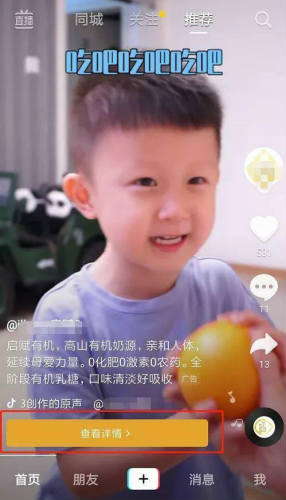 直播 同城 关注 推荐
吃吧吃吧吃吧
581
11
13
启赋有机，高山有机奶源，亲和人体，
延续母爱力量。0化肥0激素0农药。全
阶段有机乳糖，口味清淡好吸收 广告
3创作的原声 @
查看详情 >
首页 朋友 消息 我